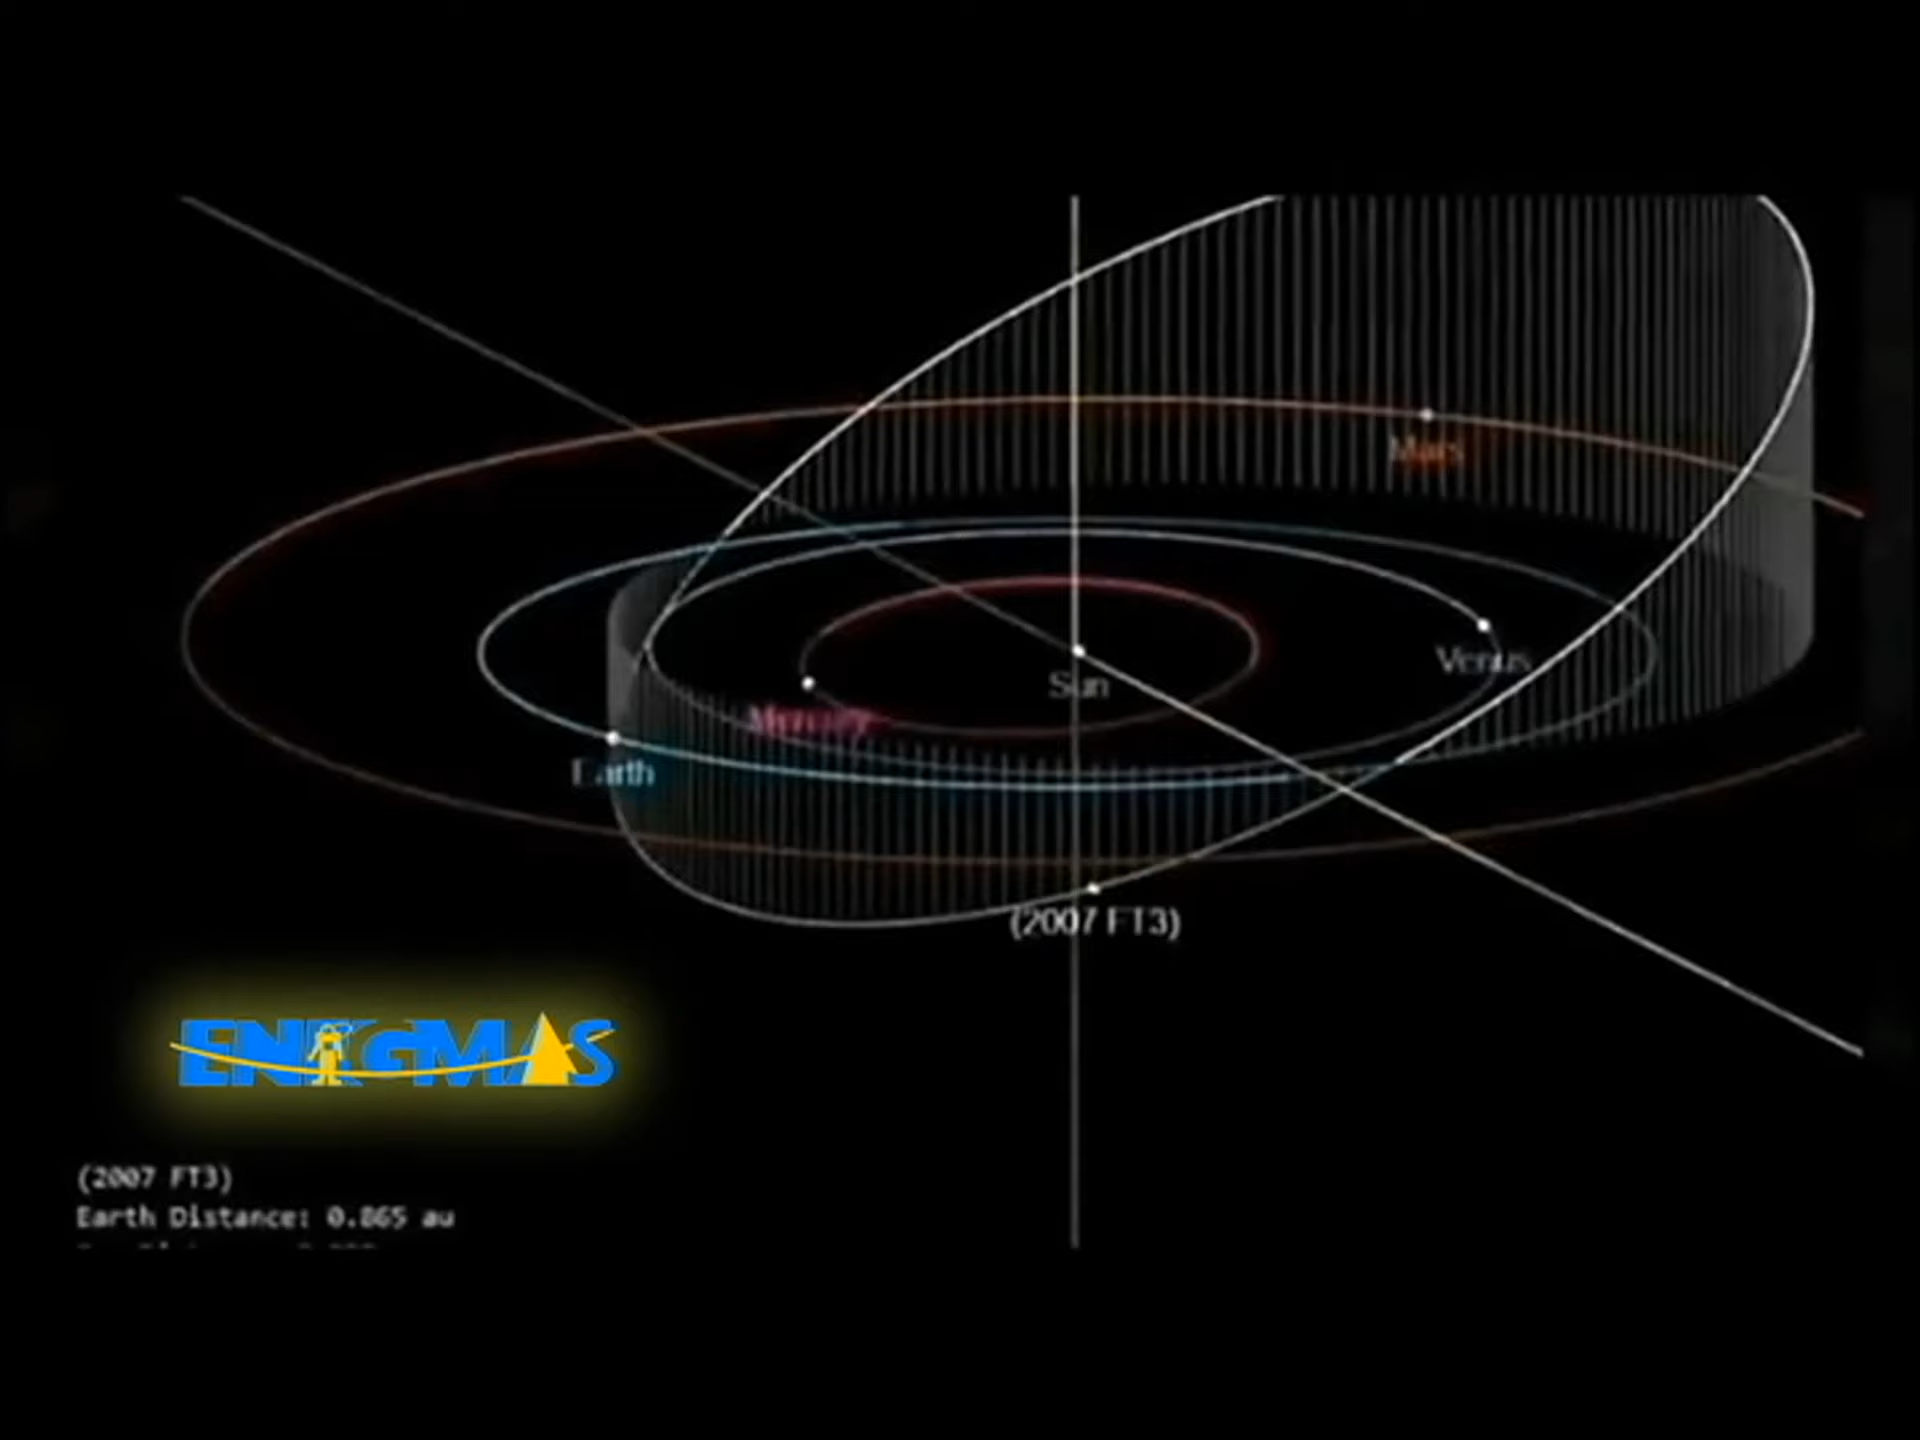 Mars
Venus
Sun
Mercury
Earth
(2007 FT3)
ENIGMAS
(2007 FT3)
Earth Distance: 0.865 au